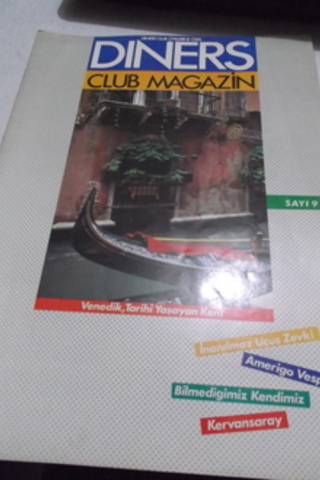 DINERS
CLUB MAGAZİN
SAYI 9
Venedik, Tarihi Yaşayan Kent
İnanılmaz Uçuş Zevki
Amerigo Vesp
Bilmediğimiz Kendimiz
Kervansaray